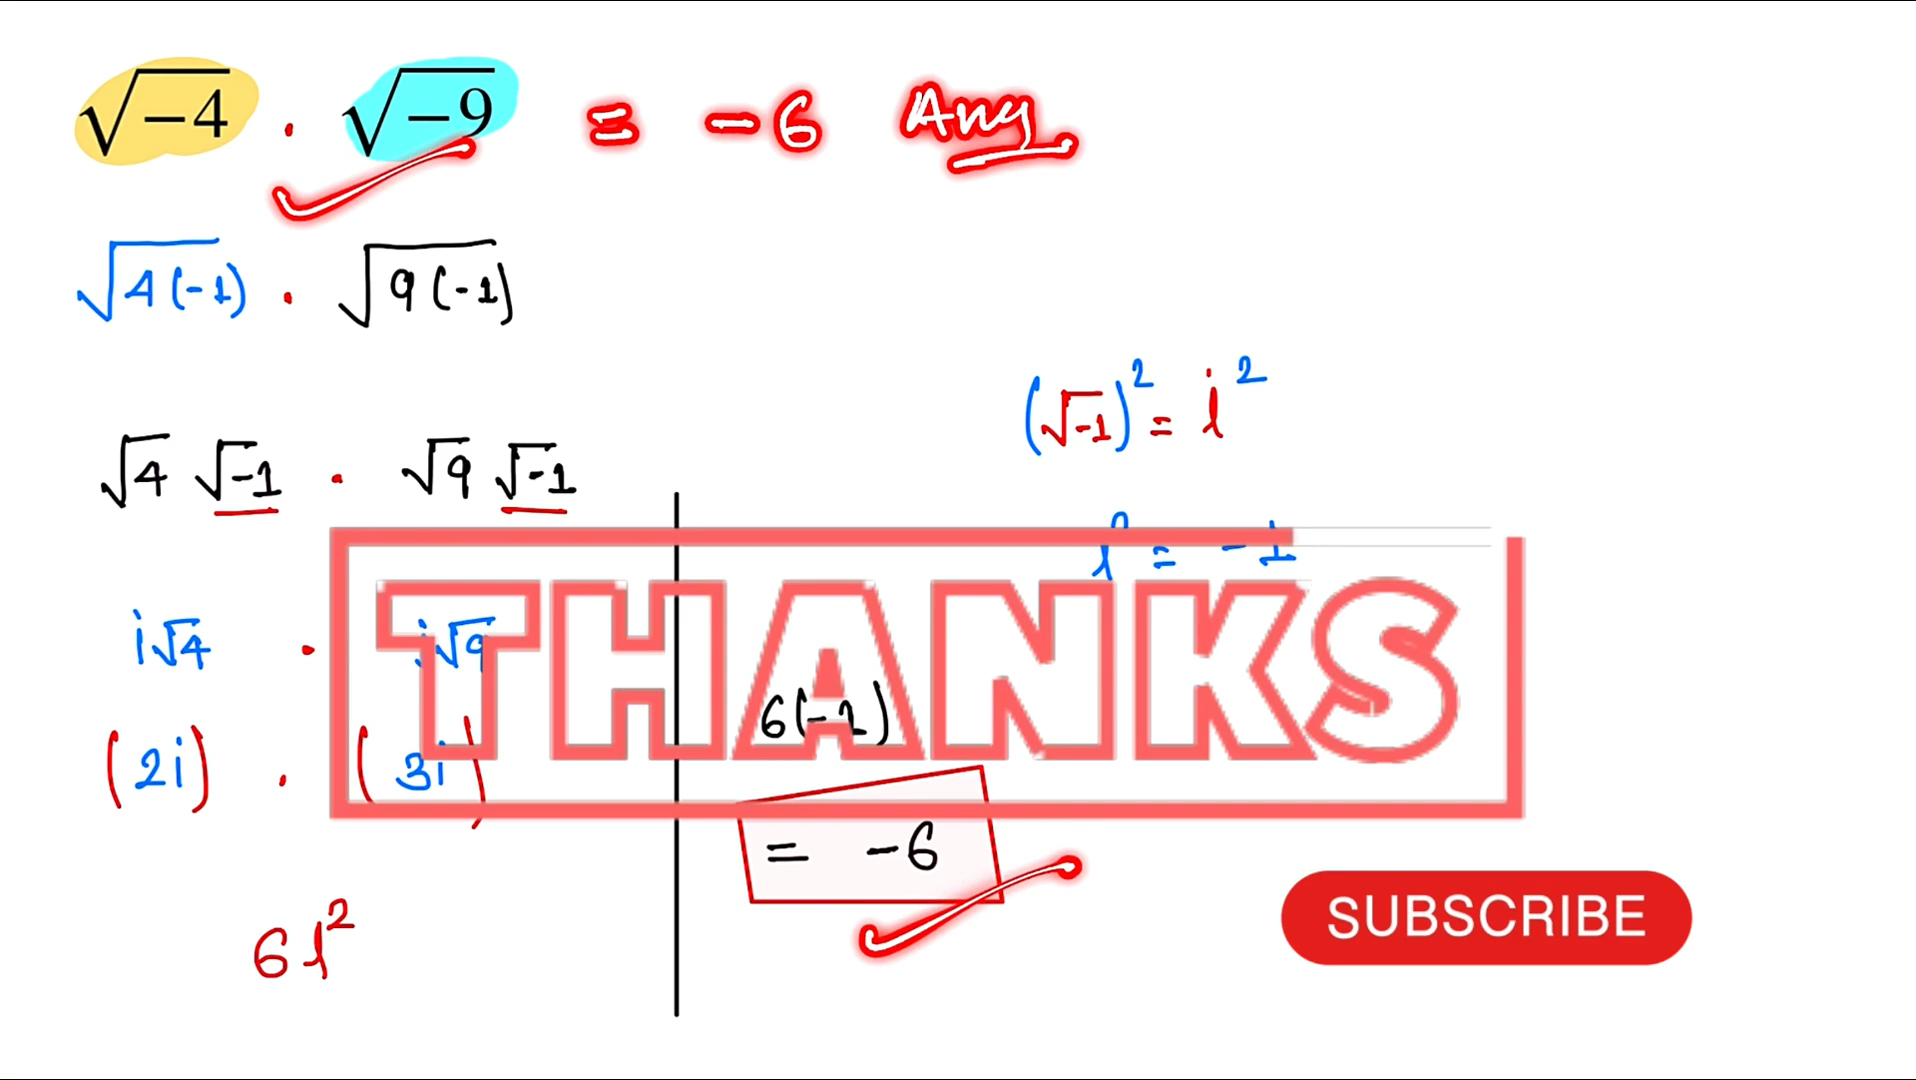 √-4 · √-9 = -6 Ans
√4(-1) · √9(-1)
(√-1)² = i²
√4 √-1 · √9 √-1
i² = -1
THANKS
i√4 · i√9
6(-1)
(2i) · (3i)
= -6
6i²
SUBSCRIBE